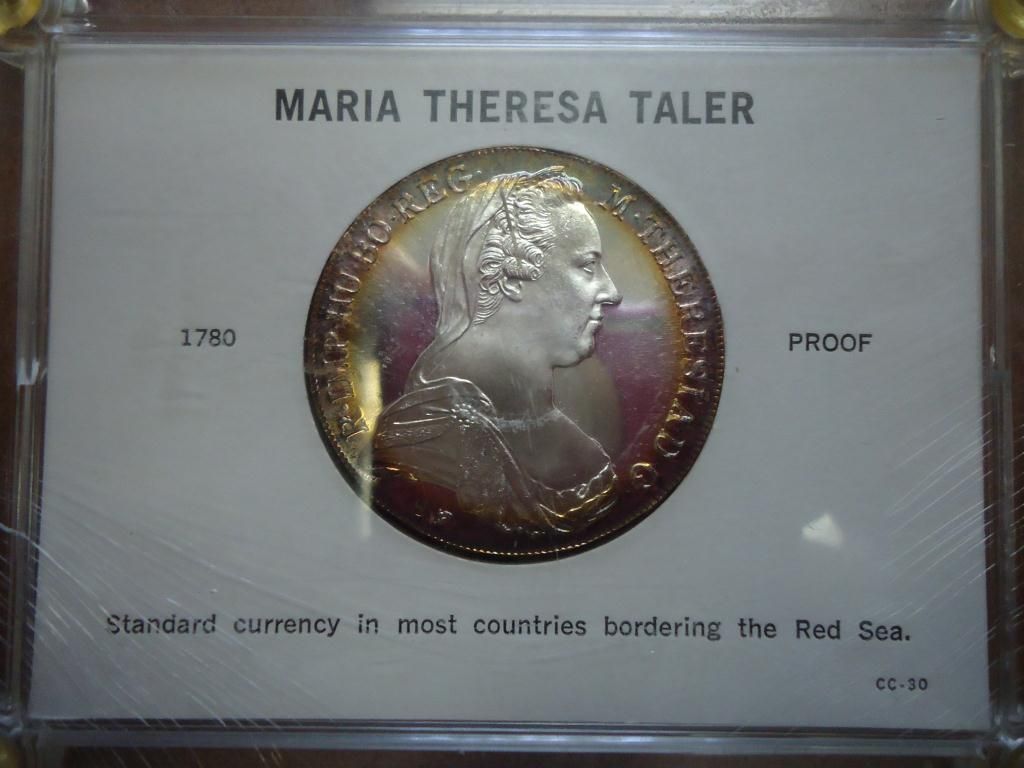 MARIA THERESA TALER
R·IMP·HU·BO·REG·
M·THERESIA·D·G·
1780
PROOF
Standard currency in most countries bordering the Red Sea.
CC-30